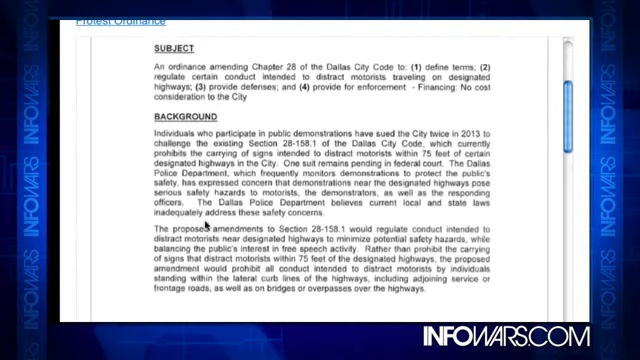 Protest Ordinance
SUBJECT
An ordinance amending Chapter 28 of the Dallas City Code to: (1) define terms; (2)
regulate certain conduct intended to distract motorists traveling on designated
highways; (3) provide defenses; and (4) provide for enforcement - Financing: No cost
consideration to the City
BACKGROUND
Individuals who participate in public demonstrations have sued the City twice in 2013 to
challenge the existing Section 28-158.1 of the Dallas City Code, which currently
prohibits the carrying of signs intended to distract motorists within 75 feet of certain
designated highways in the City. One suit remains pending in federal court. The Dallas
Police Department, which frequently monitors demonstrations to protect the public's
safety, has expressed concern that demonstrations near the designated highways pose
serious safety hazards to motorists, the demonstrators, as well as the responding
officers. The Dallas Police Department believes current local and state laws
inadequately address these safety concerns.
The proposed amendments to Section 28-158.1 would regulate conduct intended to
distract motorists near designated highways to minimize potential safety hazards, while
balancing the public's interest in free speech activity. Rather than prohibit the carrying
of signs that distract motorists within 75 feet of the designated highways, the proposed
amendment would prohibit all conduct intended to distract motorists by individuals
standing within the lateral curb lines of the highways, including adjoining service or
frontage roads, as well as on bridges or overpasses over the highways.
INFOWARS
INFOWARS
INFOWARS
INFOWARS
INFOWARS.COM